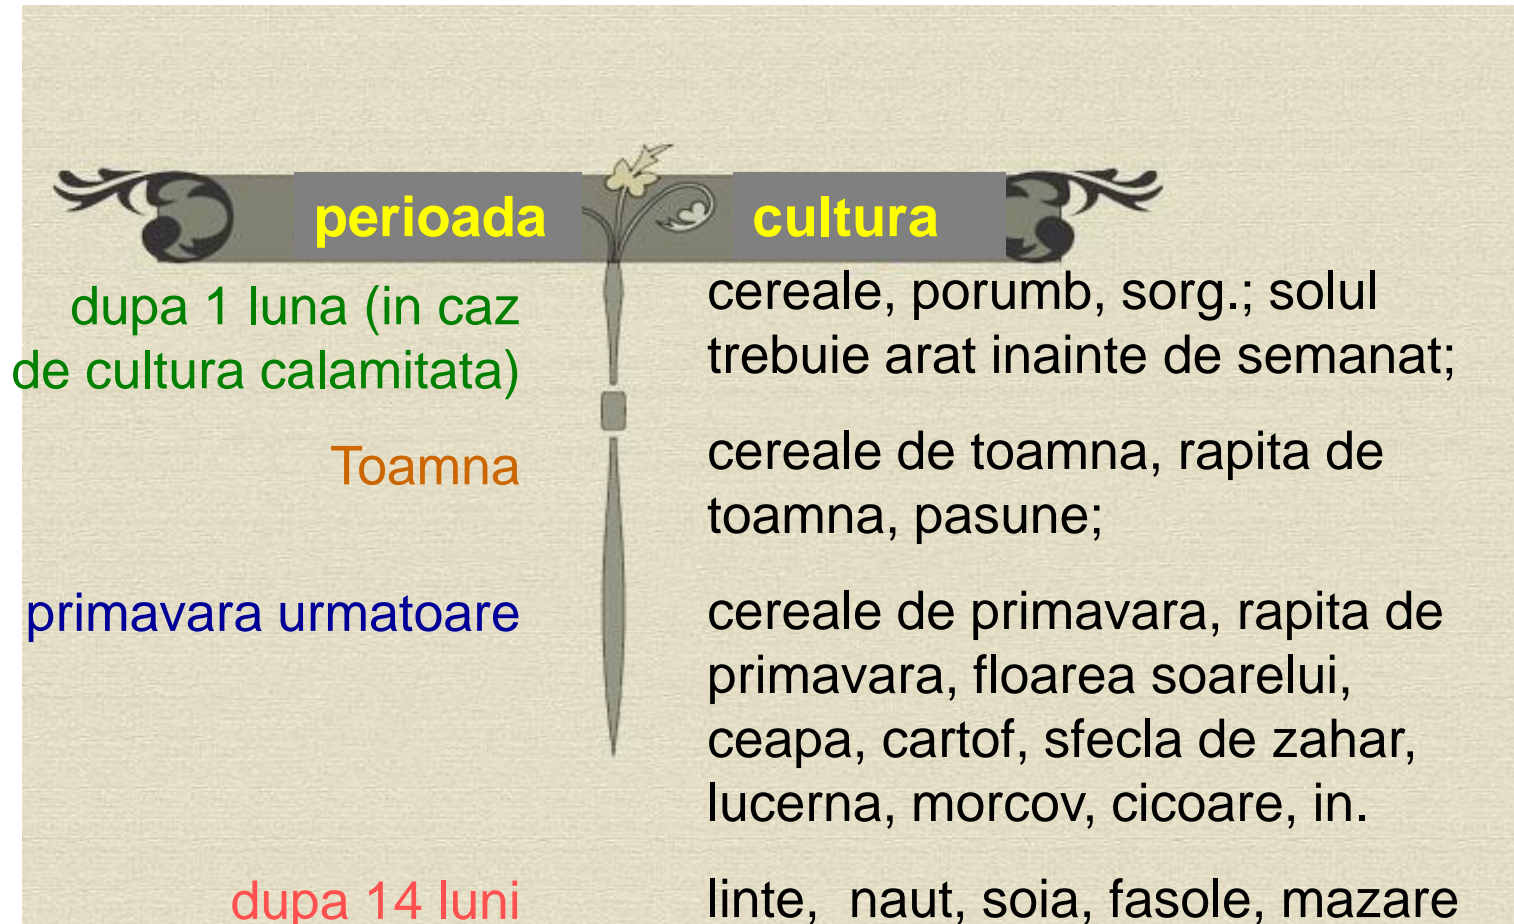 perioada cultura
dupa 1 luna (in caz
de cultura calamitata)
cereale, porumb, sorg.; solul
trebuie arat inainte de semanat;
Toamna
cereale de toamna, rapita de
toamna, pasune;
primavara urmatoare
cereale de primavara, rapita de
primavara, floarea soarelui,
ceapa, cartof, sfecla de zahar,
lucerna, morcov, cicoare, in.
dupa 14 luni
linte, naut, soia, fasole, mazare